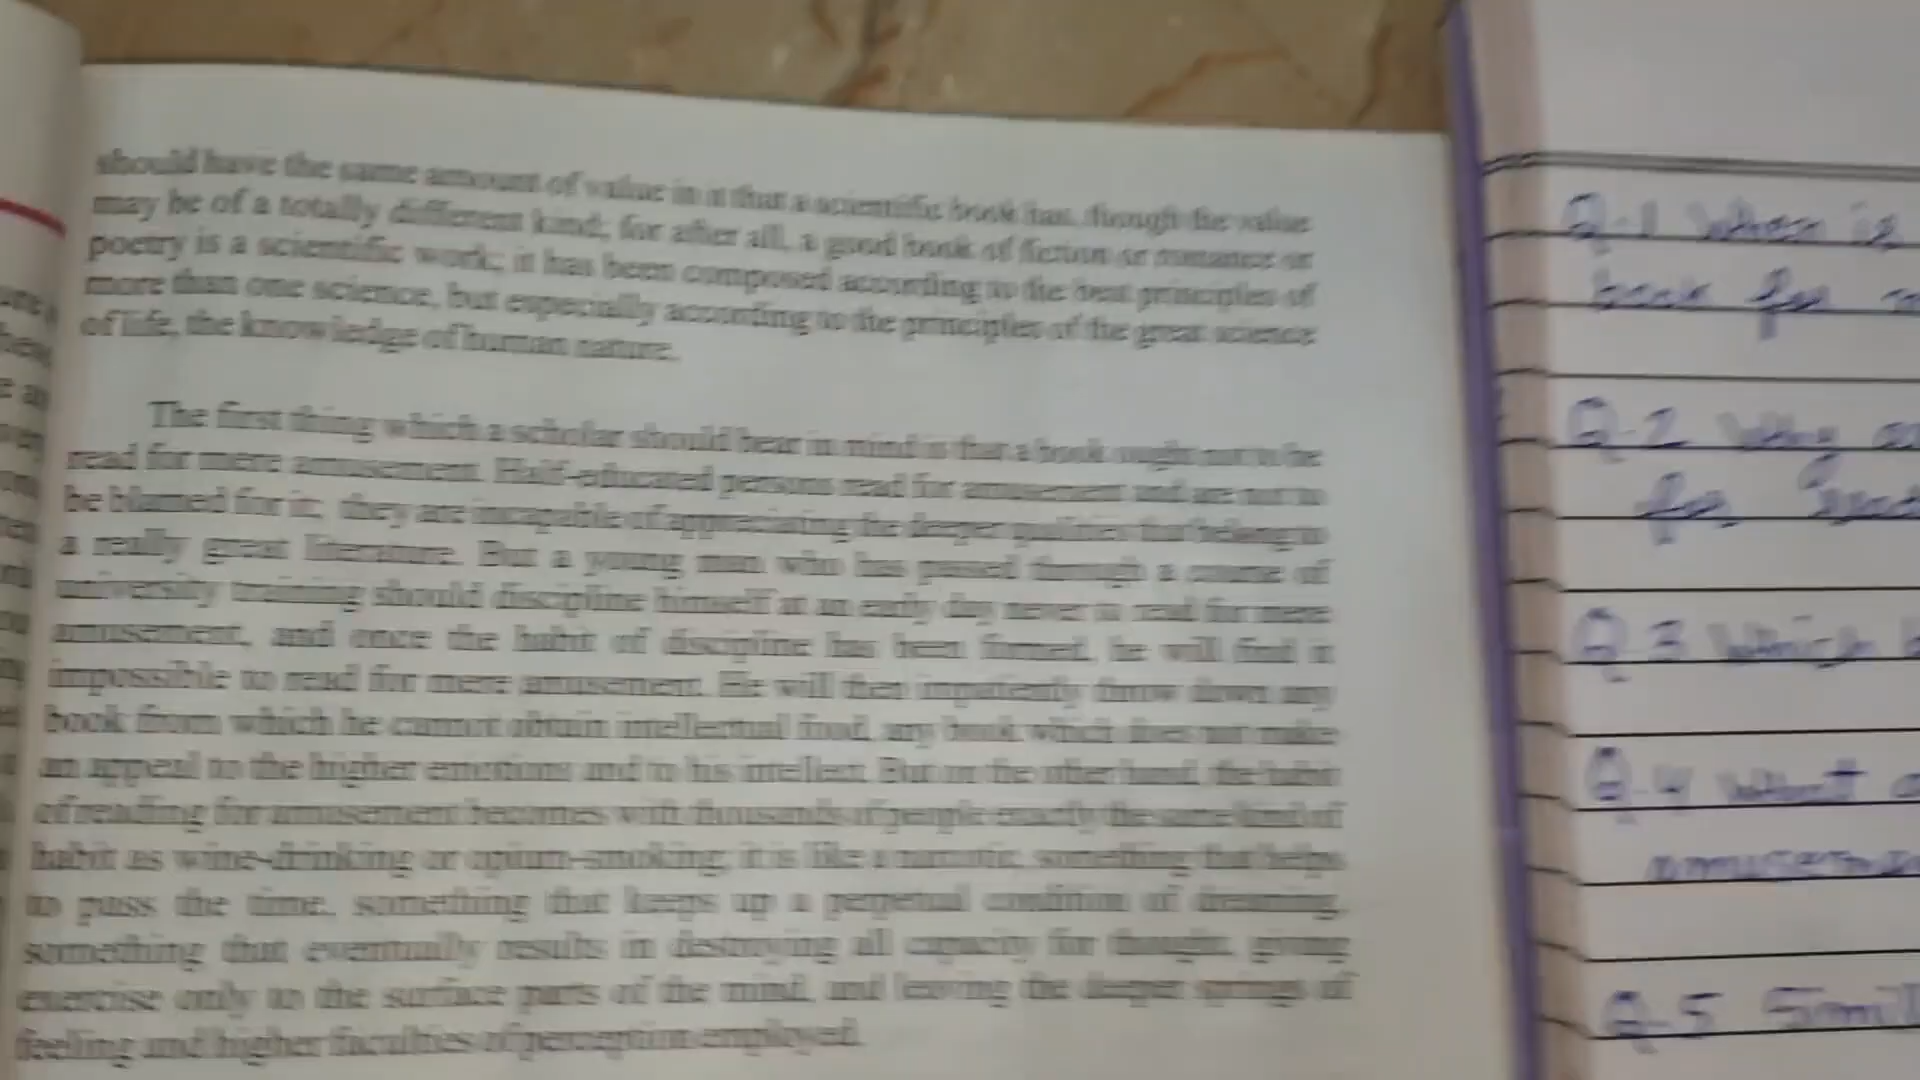 should have the same amount of value in it that a scientific book has, though the value
may be of a totally different kind; for after all, a good book of fiction or romance or
poetry is a scientific work; it has been composed according to the best principles of
more than one science, but especially according to the principles of the great science
of life, the knowledge of human nature.
The first thing which a scholar should bear in mind is that a book ought not to be
read for mere amusement. Half-educated persons read for amusement and are not to
be blamed for it; they are incapable of appreciating the deeper qualities that belong to
a really great literature. But a young man who has passed through a course of
university training should discipline himself at an early day never to read for mere
amusement, and once the habit of discipline has been formed, he will find it
impossible to read for mere amusement. He will then impatiently throw down any
book from which he cannot obtain intellectual food, any book which does not make
an appeal to the higher emotions and to his intellect. But on the other hand, the habit
of reading for amusement becomes with thousands of people exactly the same kind of
habit as wine-drinking or opium-smoking; it is like a narcotic, something that helps
to pass the time, something that keeps up a perpetual condition of dreaming,
something that eventually results in destroying all capacity for thought, giving
exercise only to the surface parts of the mind, and leaving the deeper springs of
feeling and higher faculties of perception employed.
Q-1 When is
book for
Q-2 Why
for
Q-3 Which
Q-4 What
Q-5